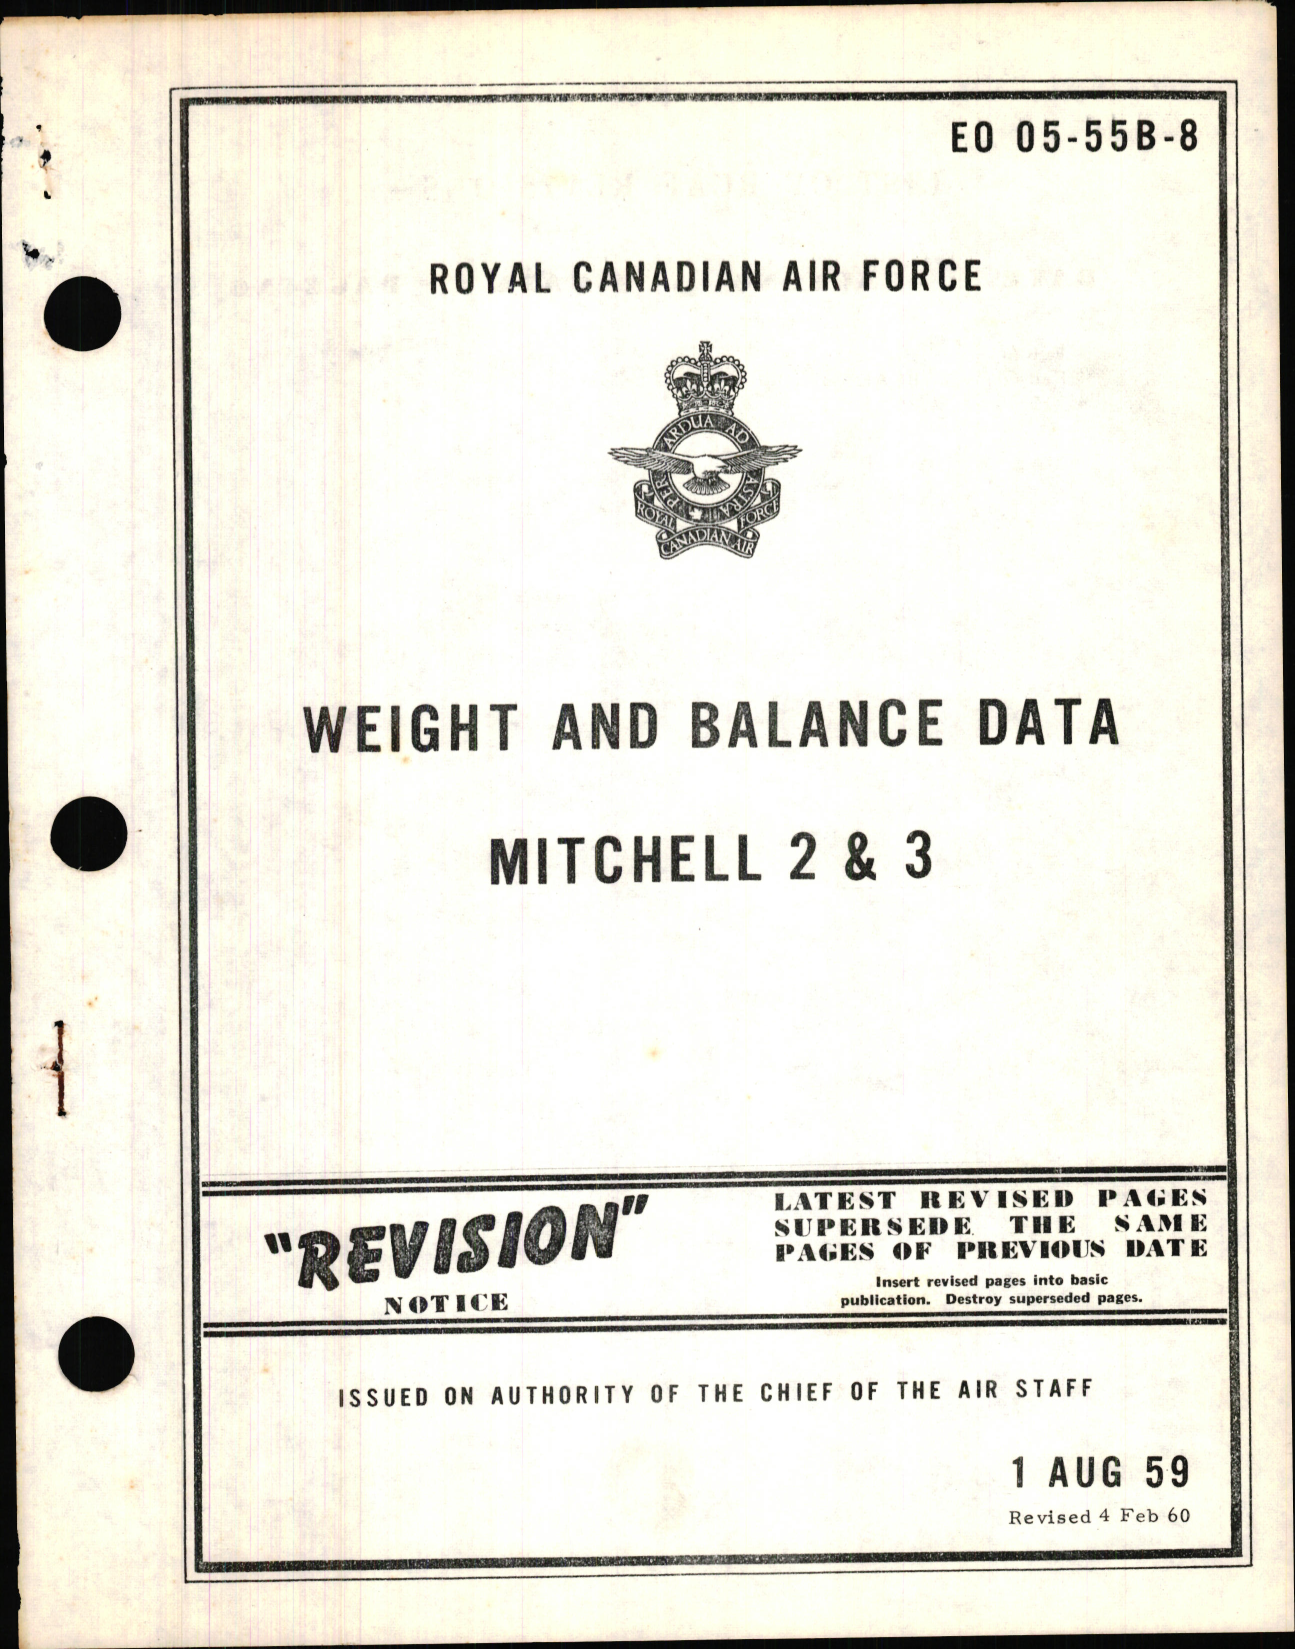 EO 05-55B-8
ROYAL CANADIAN AIR FORCE
PER ARDUA AD ASTRA
ROYAL CANADIAN AIR FORCE
WEIGHT AND BALANCE DATA
MITCHELL 2 & 3
"REVISION"
NOTICE
LATEST REVISED PAGES
SUPERSEDE THE SAME
PAGES OF PREVIOUS DATE
Insert revised pages into basic
publication. Destroy superseded pages.
ISSUED ON AUTHORITY OF THE CHIEF OF THE AIR STAFF
1 AUG 59
Revised 4 Feb 60